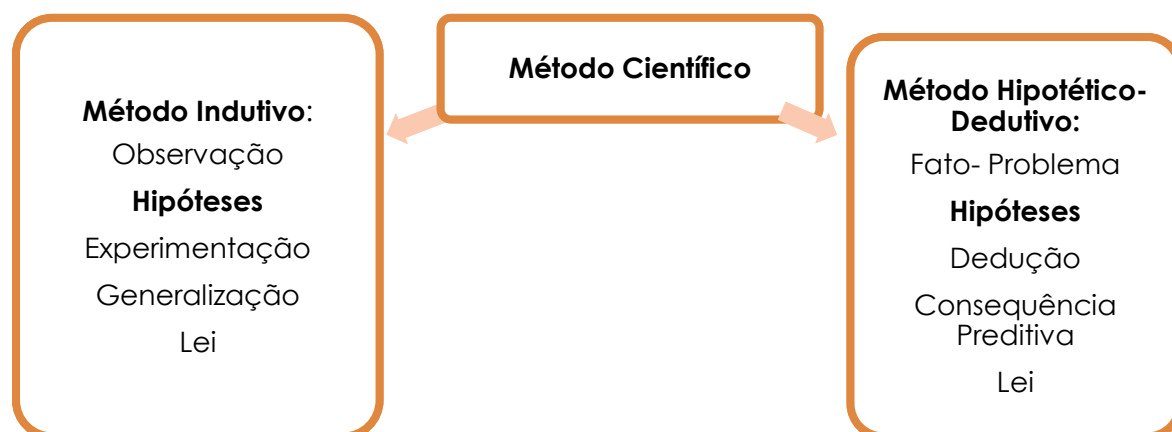 Método Científico
Método Indutivo:
Observação
Hipóteses
Experimentação
Generalização
Lei
Método Hipotético-
Dedutivo:
Fato- Problema
Hipóteses
Dedução
Consequência
Preditiva
Lei